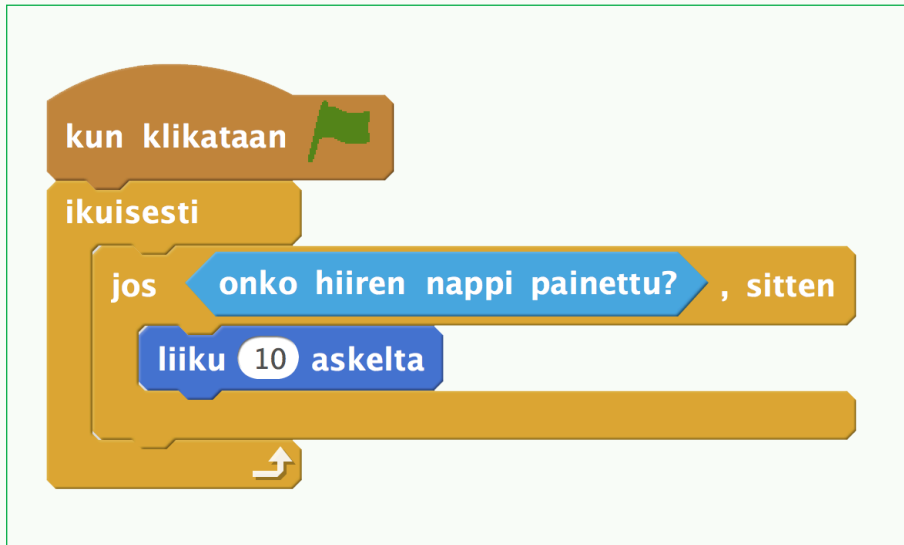 kun klikataan
ikuisesti
jos onko hiiren nappi painettu? , sitten
liiku 10 askelta